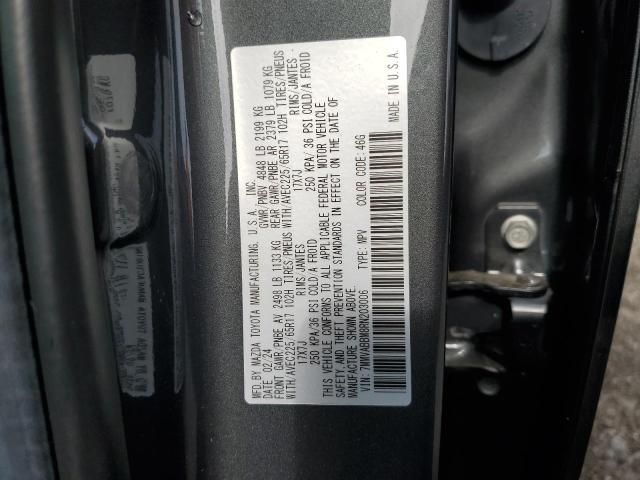 MFD. BY MAZDA TOYOTA MANUFACTURING, U.S.A., INC.
DATE: 02/24 GVWR/PNBV 4848 LB 2199 KG
FRONT GAWR/PNBE AV 2498 LB 1133 KG REAR GAWR/PNBE AR 2379 LB 1079 KG
WITH/AVEC225/65R17 102H TIRES/PNEUS WITH/AVEC225/65R17 102H TIRES/PNEUS
17X7J RIMS/JANTES 17X7J RIMS/JANTES
250 KPA/36 PSI COLD/A FROID 250 KPA/36 PSI COLD/A FROID
THIS VEHICLE CONFORMS TO ALL APPLICABLE FEDERAL MOTOR VEHICLE
SAFETY, AND THEFT PREVENTION STANDARDS IN EFFECT ON THE DATE OF
MANUFACTURE SHOWN ABOVE.
VIN: TYPE: MPV COLOR CODE: 46G
MADE IN U.S.A.